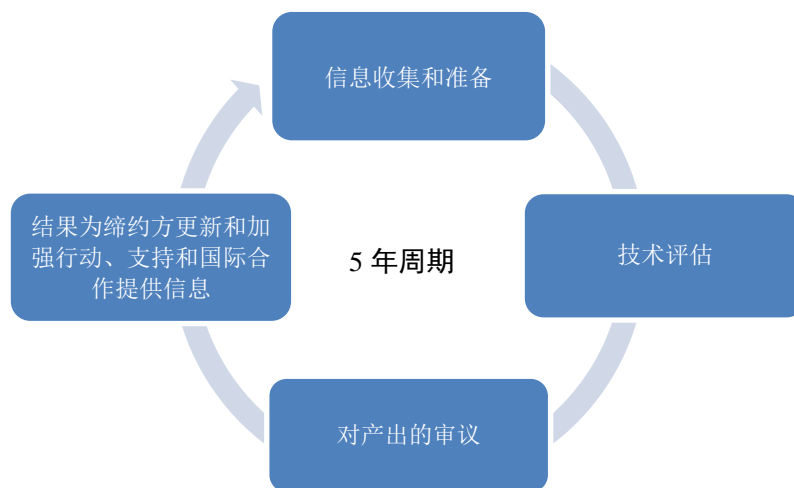 信息收集和准备
结果为缔约方更新和加
强行动、支持和国际合
作提供信息
5 年周期
技术评估
对产出的审议